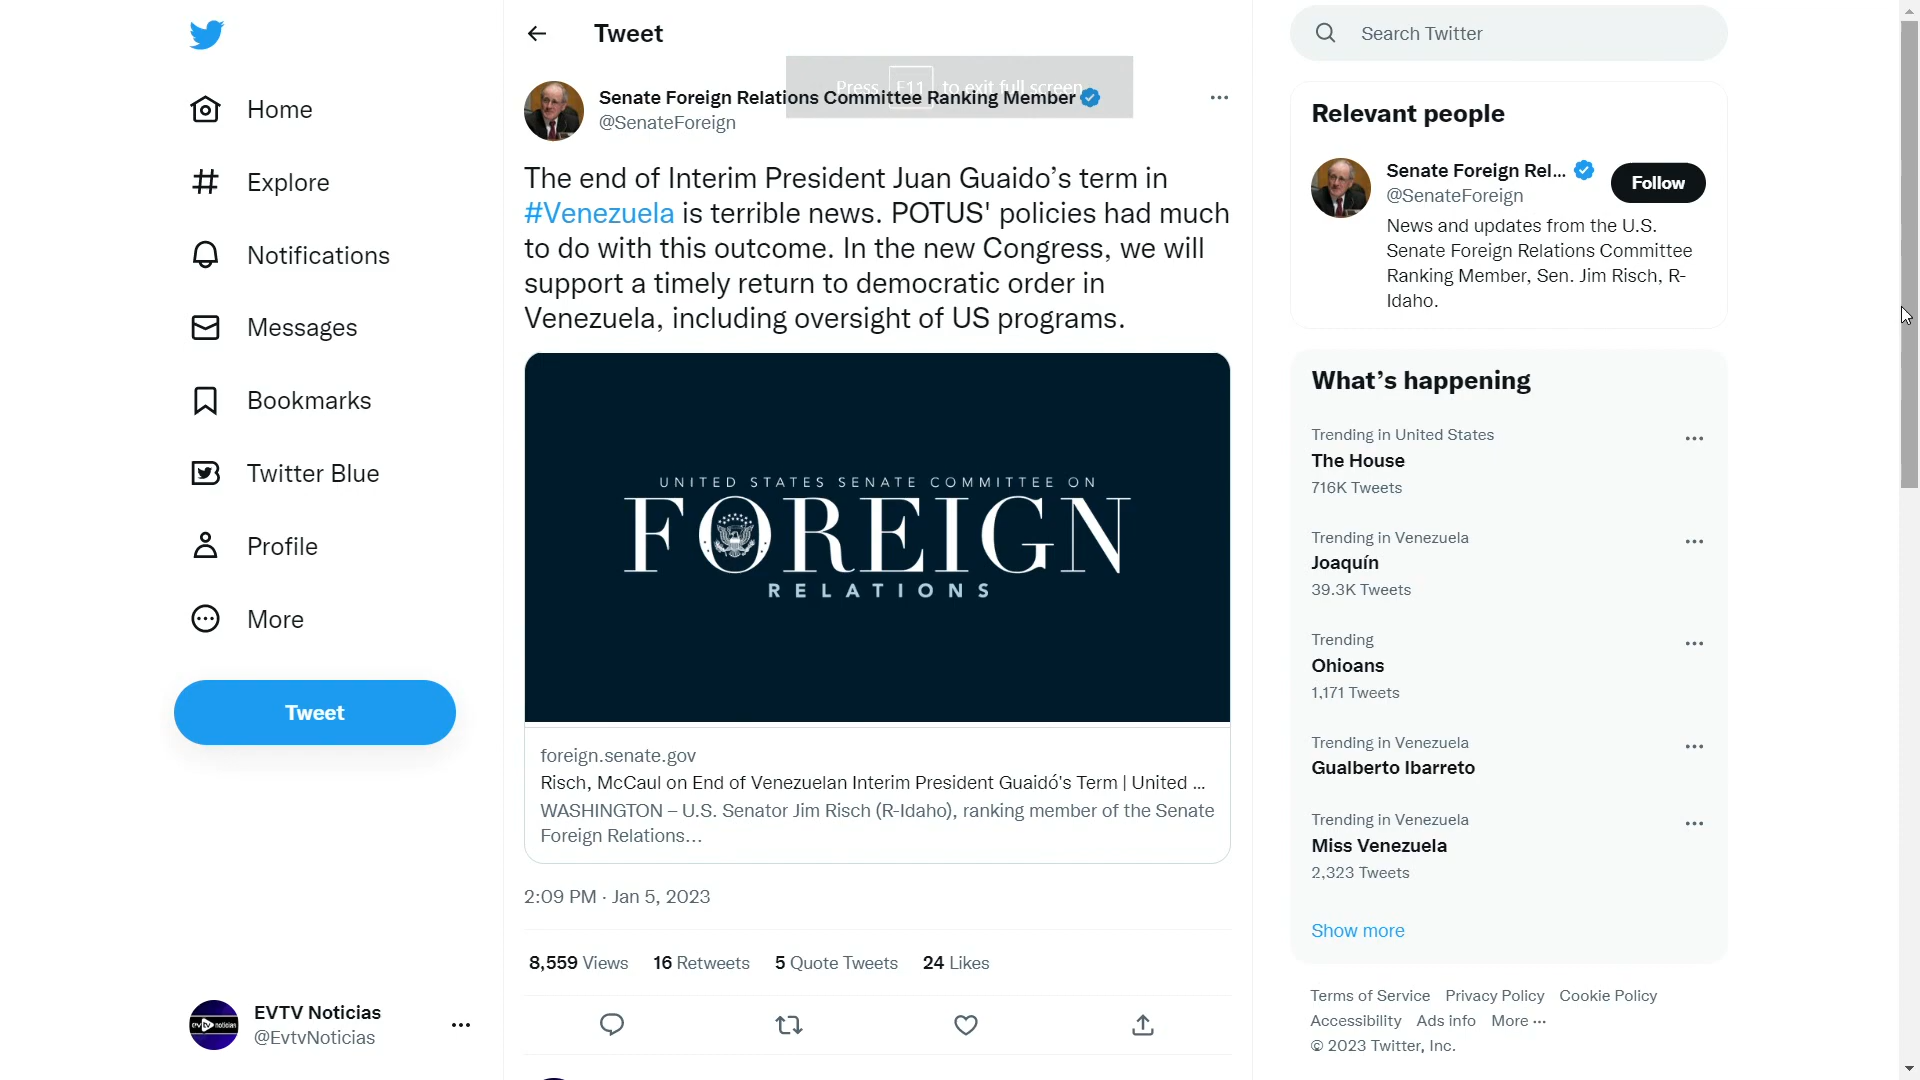 Home
Explore
Notifications
Messages
Bookmarks
Twitter Blue
Profile
More
Tweet
EVTV Noticias
@EvtvNoticias
Tweet
Press F11 to exit full screen
Senate Foreign Relations Committee Ranking Member
@SenateForeign
The end of Interim President Juan Guaido’s term in
#Venezuela is terrible news. POTUS' policies had much
to do with this outcome. In the new Congress, we will
support a timely return to democratic order in
Venezuela, including oversight of US programs.
UNITED STATES SENATE COMMITTEE ON
FOREIGN
RELATIONS
foreign.senate.gov
Risch, McCaul on End of Venezuelan Interim President Guaidó's Term | United ...
WASHINGTON – U.S. Senator Jim Risch (R-Idaho), ranking member of the Senate
Foreign Relations…
2:09 PM · Jan 5, 2023
8,559 Views 16 Retweets 5 Quote Tweets 24 Likes
Search Twitter
Relevant people
Senate Foreign Rel...
@SenateForeign
Follow
News and updates from the U.S.
Senate Foreign Relations Committee
Ranking Member, Sen. Jim Risch, R-
Idaho.
What’s happening
Trending in United States
The House
716K Tweets
Trending in Venezuela
Joaquín
39.3K Tweets
Trending
Ohioans
1,171 Tweets
Trending in Venezuela
Gualberto Ibarreto
Trending in Venezuela
Miss Venezuela
2,323 Tweets
Show more
Terms of Service Privacy Policy Cookie Policy
Accessibility Ads info More ···
© 2023 Twitter, Inc.